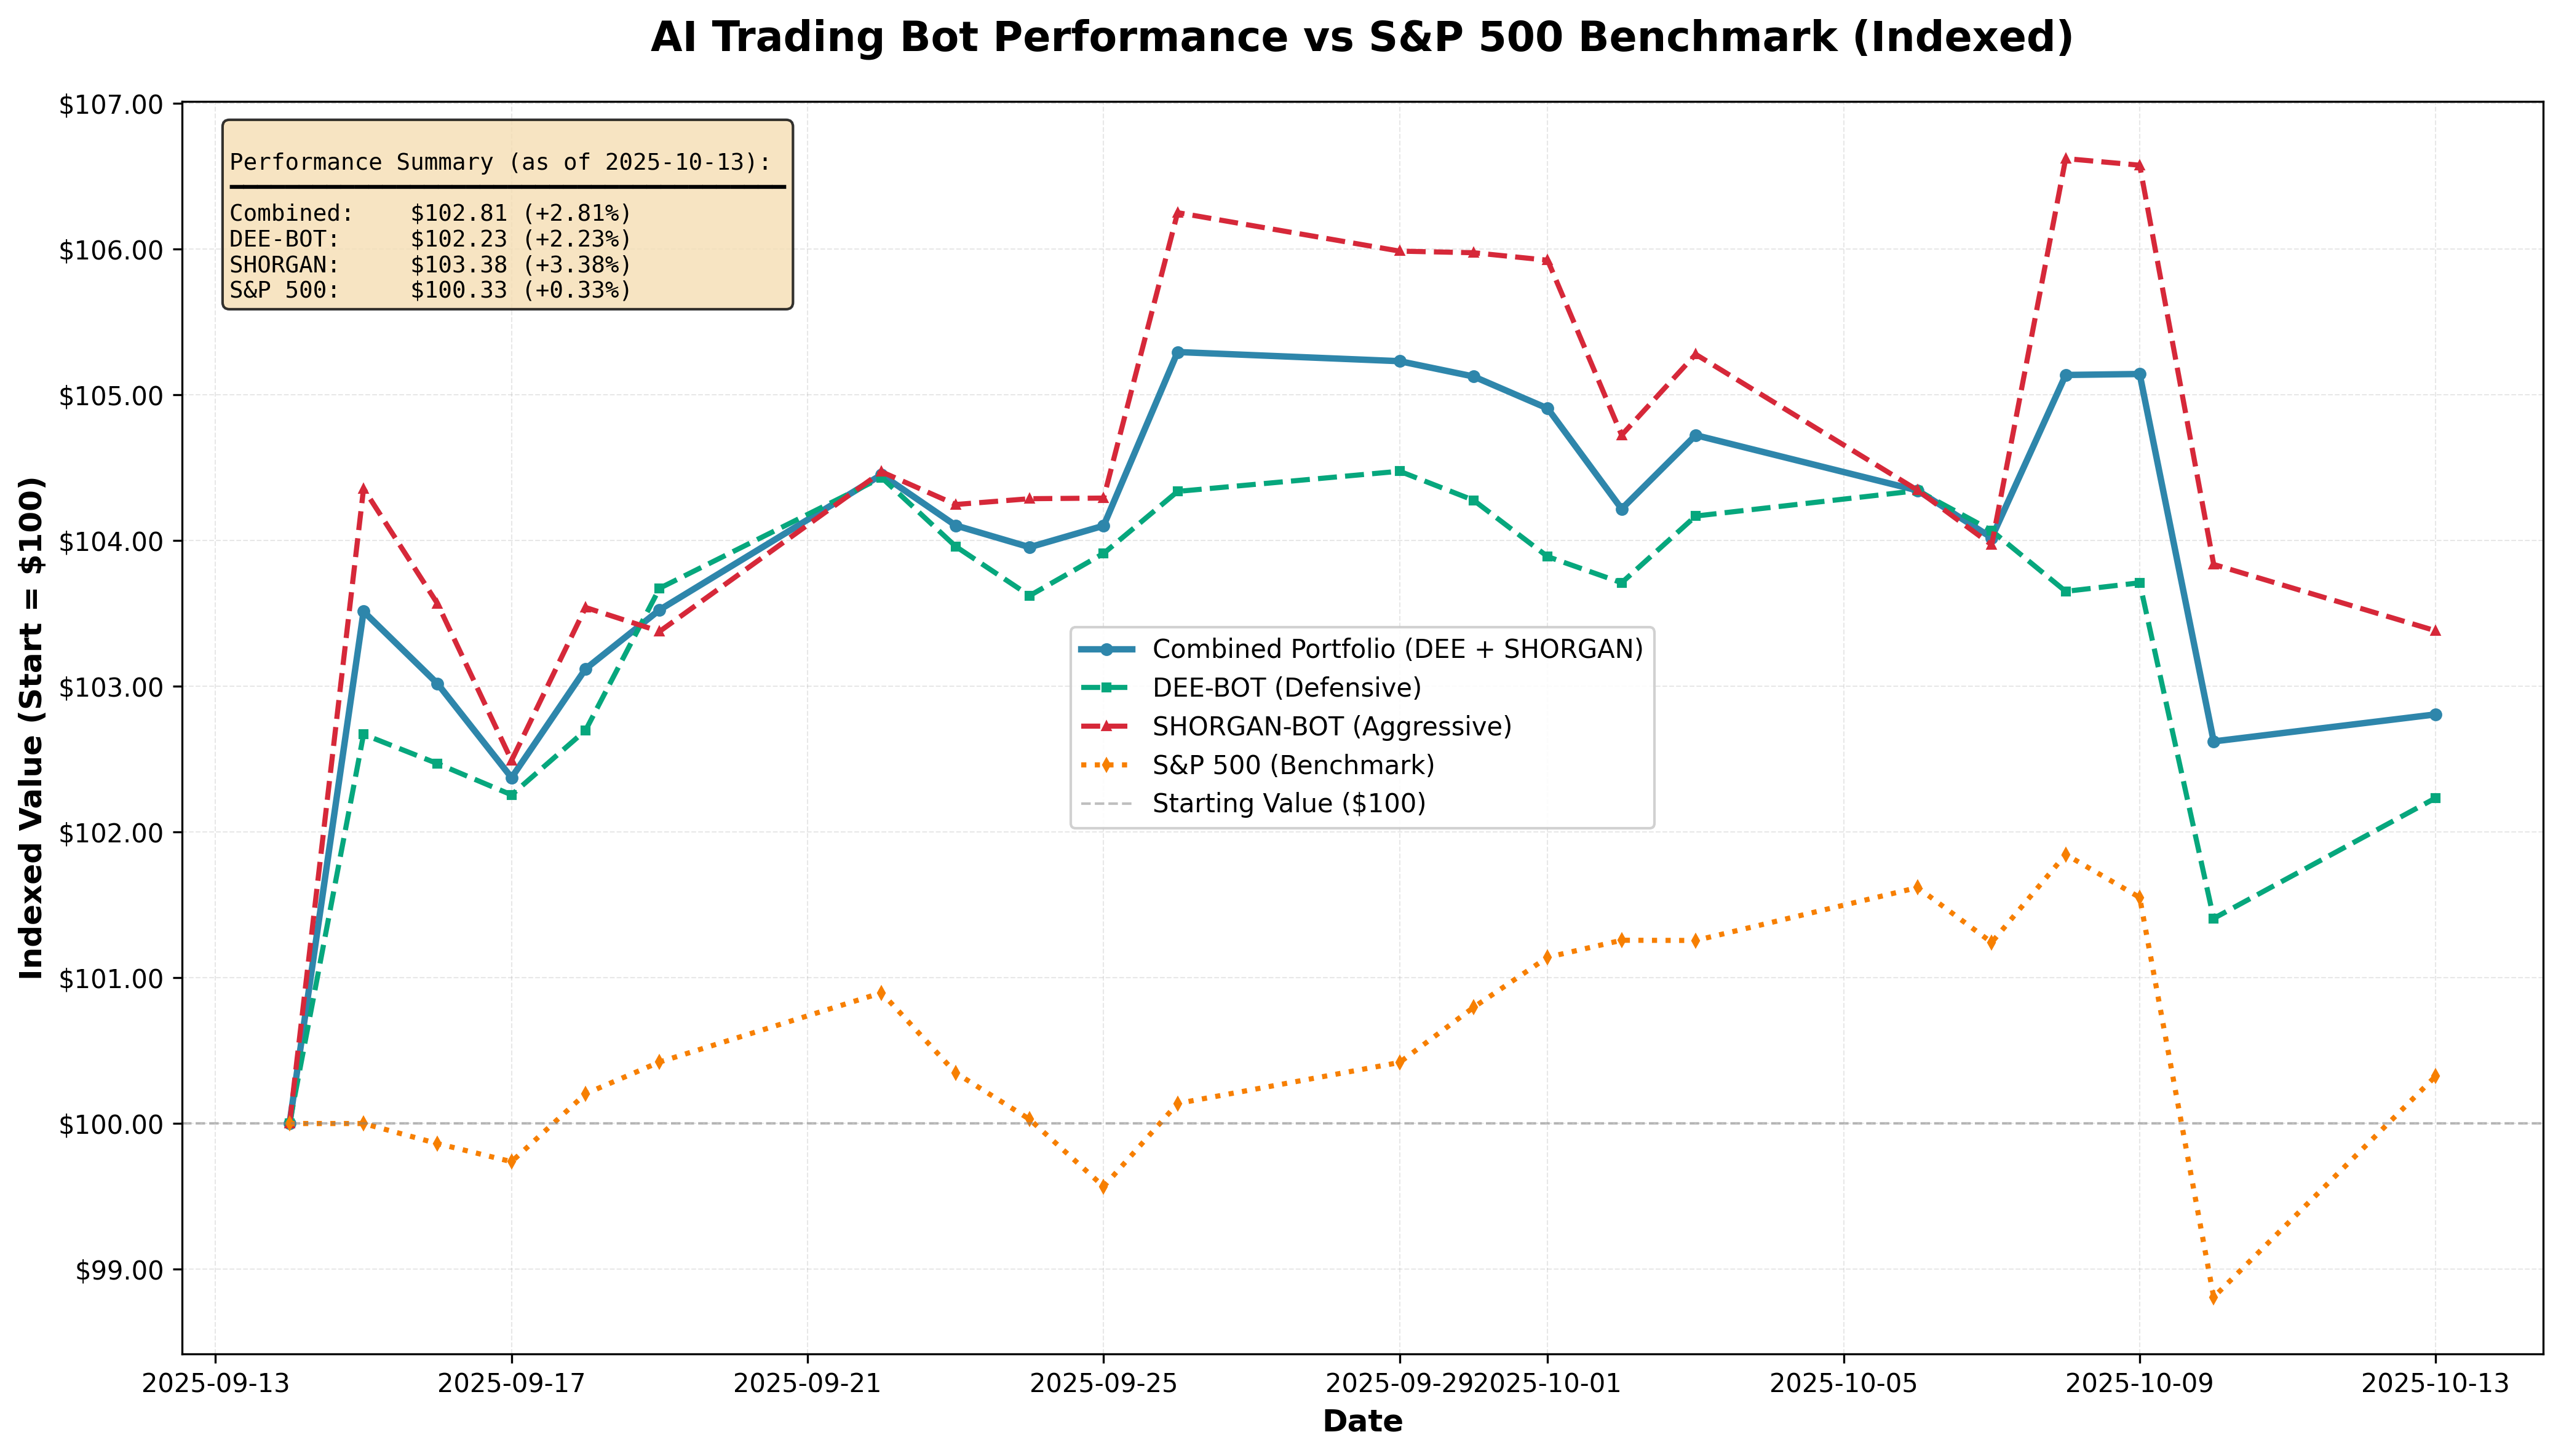 AI Trading Bot Performance vs S&P 500 Benchmark (Indexed)
Performance Summary (as of 2025-10-13):
Combined: $102.81 (+2.81%)
DEE-BOT: $102.23 (+2.23%)
SHORGAN: $103.38 (+3.38%)
S&P 500: $100.33 (+0.33%)
Indexed Value (Start = $100)
$107.00
$106.00
$105.00
$104.00
$103.00
$102.00
$101.00
$100.00
$99.00
Combined Portfolio (DEE + SHORGAN)
DEE-BOT (Defensive)
SHORGAN-BOT (Aggressive)
S&P 500 (Benchmark)
Starting Value ($100)
2025-09-13 2025-09-17 2025-09-21 2025-09-25 2025-09-29 2025-10-01 2025-10-05 2025-10-09 2025-10-13
Date